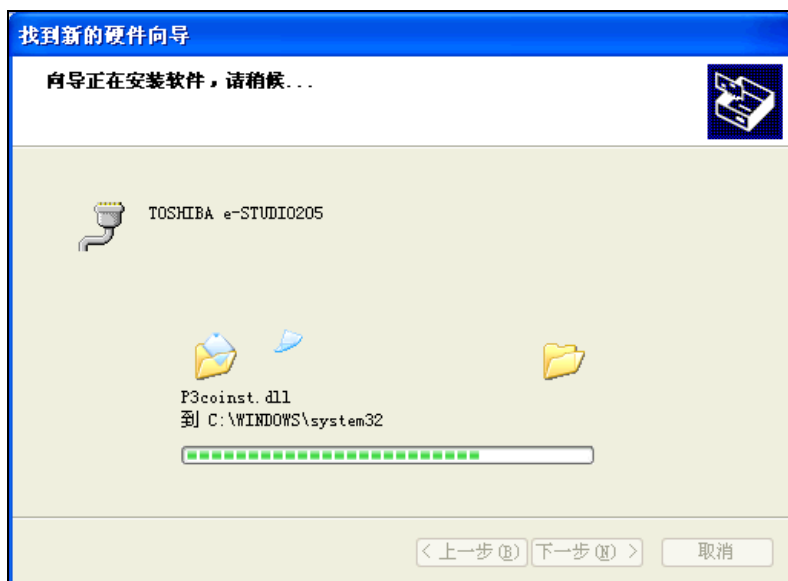 找到新的硬件向导
向导正在安装软件，请稍候...
TOSHIBA e-STUDIO205
P3coinst.dll
到 C:\WINDOWS\system32
< 上一步(B) 下一步(N) > 取消